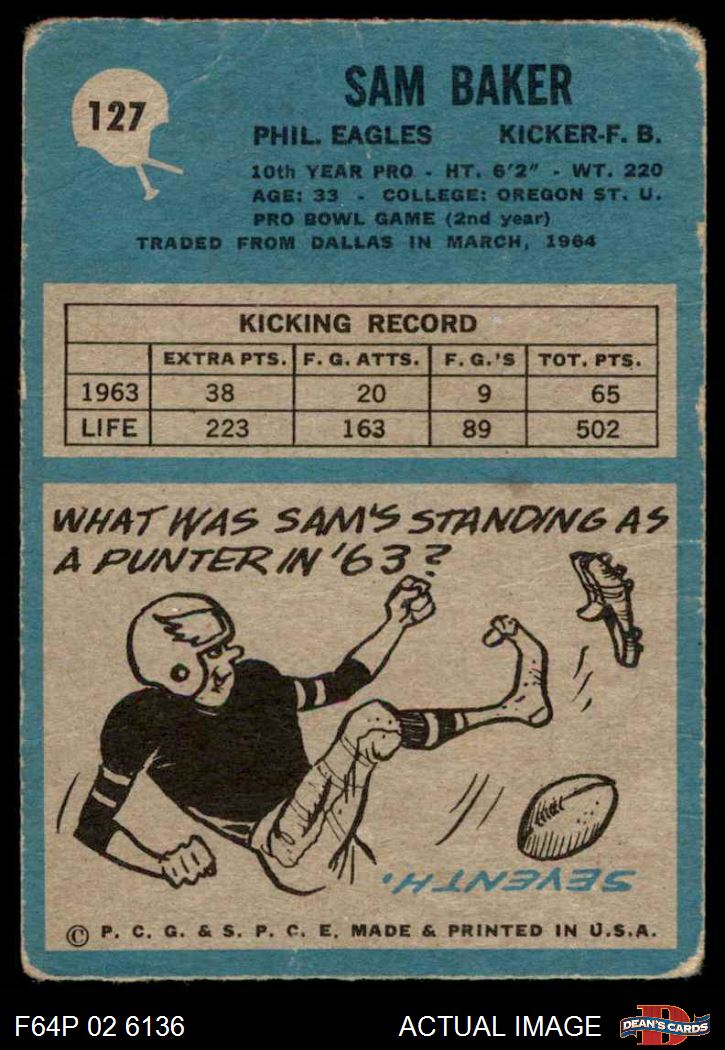 127
SAM BAKER
PHIL. EAGLES KICKER-F. B.
10th YEAR PRO - HT. 6'2" - WT. 220
AGE: 33 - COLLEGE: OREGON ST. U.
PRO BOWL GAME (2nd year)
TRADED FROM DALLAS IN MARCH, 1964
KICKING RECORD
EXTRA PTS. F. G. ATTS. F. G.'S TOT. PTS.
1963 38 20 9 65
LIFE 223 163 89 502
WHAT WAS SAM'S STANDING AS
A PUNTER IN '63?
SEVENTH.
© P. C. G. & S. P. C. E. MADE & PRINTED IN U.S.A.
F64P 02 6136 ACTUAL IMAGE D DEAN'S CARDS